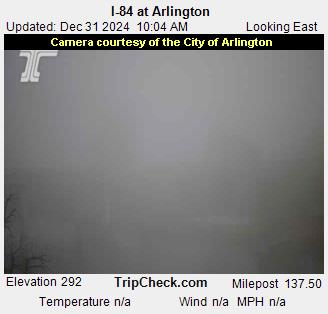 I-84 at Arlington
Updated: Dec 31 2024 10:04 AM Looking East
Camera courtesy of the City of Arlington
Elevation 292 TripCheck.com Milepost 137.50
Temperature n/a Wind n/a MPH n/a